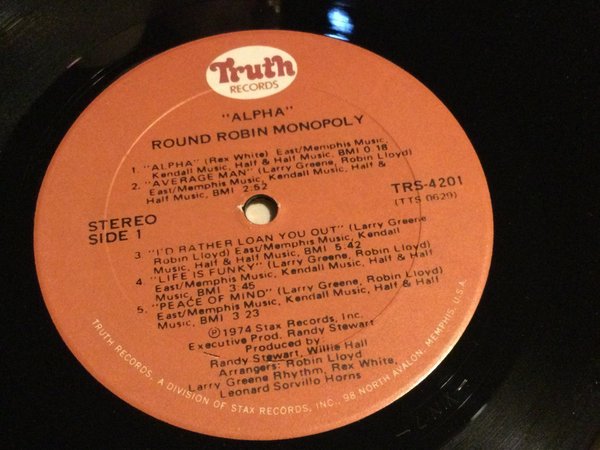 Truth
RECORDS
"ALPHA"
ROUND ROBIN MONOPOLY
1. "ALPHA" (Rex White) East/Memphis Music,
Kendall Music, Half & Half Music, BMI 0 18
2. "AVERAGE MAN" (Larry Greene, Robin Lloyd)
East/Memphis Music, Kendall Music, Half &
Half Music, BMI 2:52
TRS-4201
(TTS 0629)
STEREO
SIDE 1
3. "I'D RATHER LOAN YOU OUT" (Larry Greene
Robin Lloyd) East/Memphis Music, Kendall
Music, Half & Half Music, BMI 5:42
4. "LIFE IS FUNKY" (Larry Greene, Robin Lloyd)
East/Memphis Music, Kendall Music, Half & Half
Music, BMI 3 45
5. "PEACE OF MIND" (Larry Greene, Robin Lloyd)
East/Memphis Music, Kendall Music, Half & Half
Music, BMI 3 23
℗1974 Stax Records, Inc.
Executive Prod. Randy Stewart
Produced by
Randy Stewart, Willie Hall
Arrangers: Robin Lloyd
Larry Greene Rhythm, Rex White,
Leonard Sorvillo Horns
TRUTH RECORDS, A DIVISION OF STAX RECORDS, INC., 98 NORTH AVALON, MEMPHIS, U.S.A.